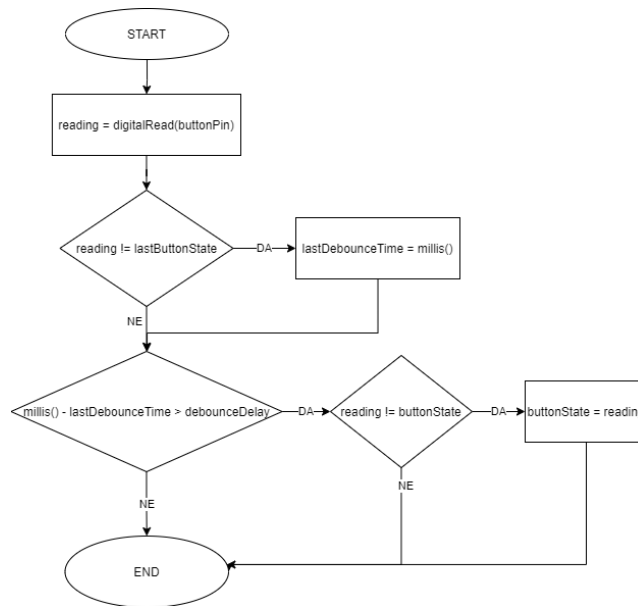 START
reading = digitalRead(buttonPin)
reading != lastButtonState
DA
lastDebounceTime = millis()
NE
millis() - lastDebounceTime > debounceDelay
DA
reading != buttonState
DA
buttonState = readin
NE
NE
END